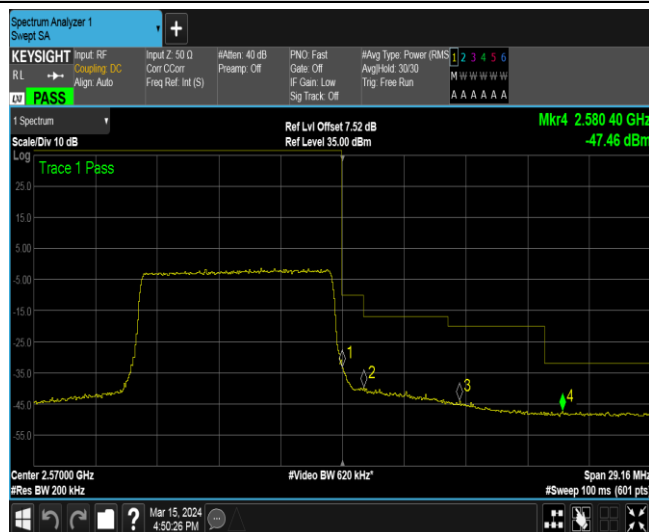 Spectrum Analyzer 1
Swept SA
+
KEYSIGHT
RL
LXI PASS
Input: RF
Coupling: DC
Align: Auto
Input Z: 50 Ω
Corr CCorr
Freq Ref: Int (S)
#Atten: 40 dB
Preamp: Off
PNO: Fast
Gate: Off
IF Gain: Low
Sig Track: Off
#Avg Type: Power (RMS
Avg|Hold: 30/30
Trig: Free Run
1 2 3 4 5 6
M W W W W W
A A A A A A
1 Spectrum
Scale/Div 10 dB
Ref Lvl Offset 7.52 dB
Ref Level 35.00 dBm
Mkr4 2.580 40 GHz
-47.46 dBm
Log
Trace 1 Pass
25.0
15.0
5.00
-5.00
-15.0
-25.0
-35.0
-45.0
-55.0
1
2
3
4
Center 2.57000 GHz
#Res BW 200 kHz
#Video BW 620 kHz*
Span 29.16 MHz
#Sweep 100 ms (601 pts)
?
Mar 15, 2024
4:50:26 PM